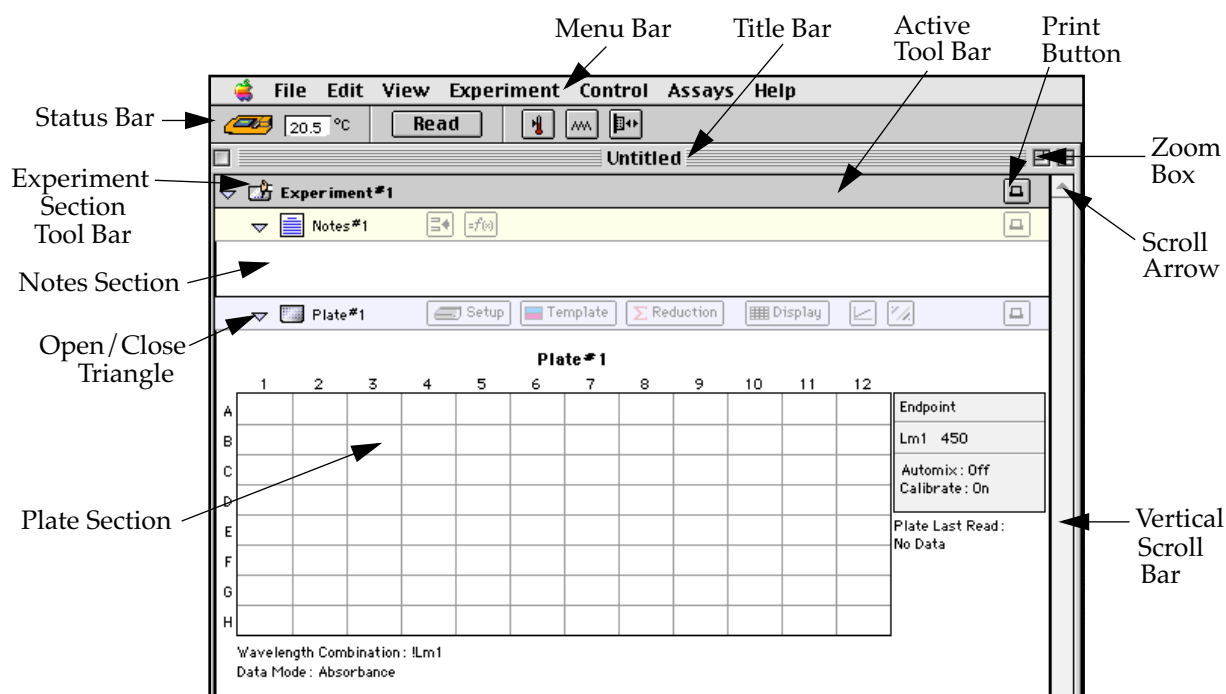 Menu Bar
Title Bar
Active
Tool Bar
Print
Button
File Edit View Experiment Control Assays Help
Status Bar
20.5 °C Read
Untitled
Zoom
Box
Experiment
Section
Tool Bar
Experiment#1
Notes#1 =f(x)
Scroll
Arrow
Notes Section
Plate#1 Setup Template Σ Reduction Display
Open/Close
Triangle
Plate#1
1 2 3 4 5 6 7 8 9 10 11 12
A
B
C
D
E
F
G
H
Endpoint
Lm1 450
Automix: Off
Calibrate: On
Plate Last Read:
No Data
Plate Section
Vertical
Scroll
Bar
Wavelength Combination: !Lm1
Data Mode: Absorbance